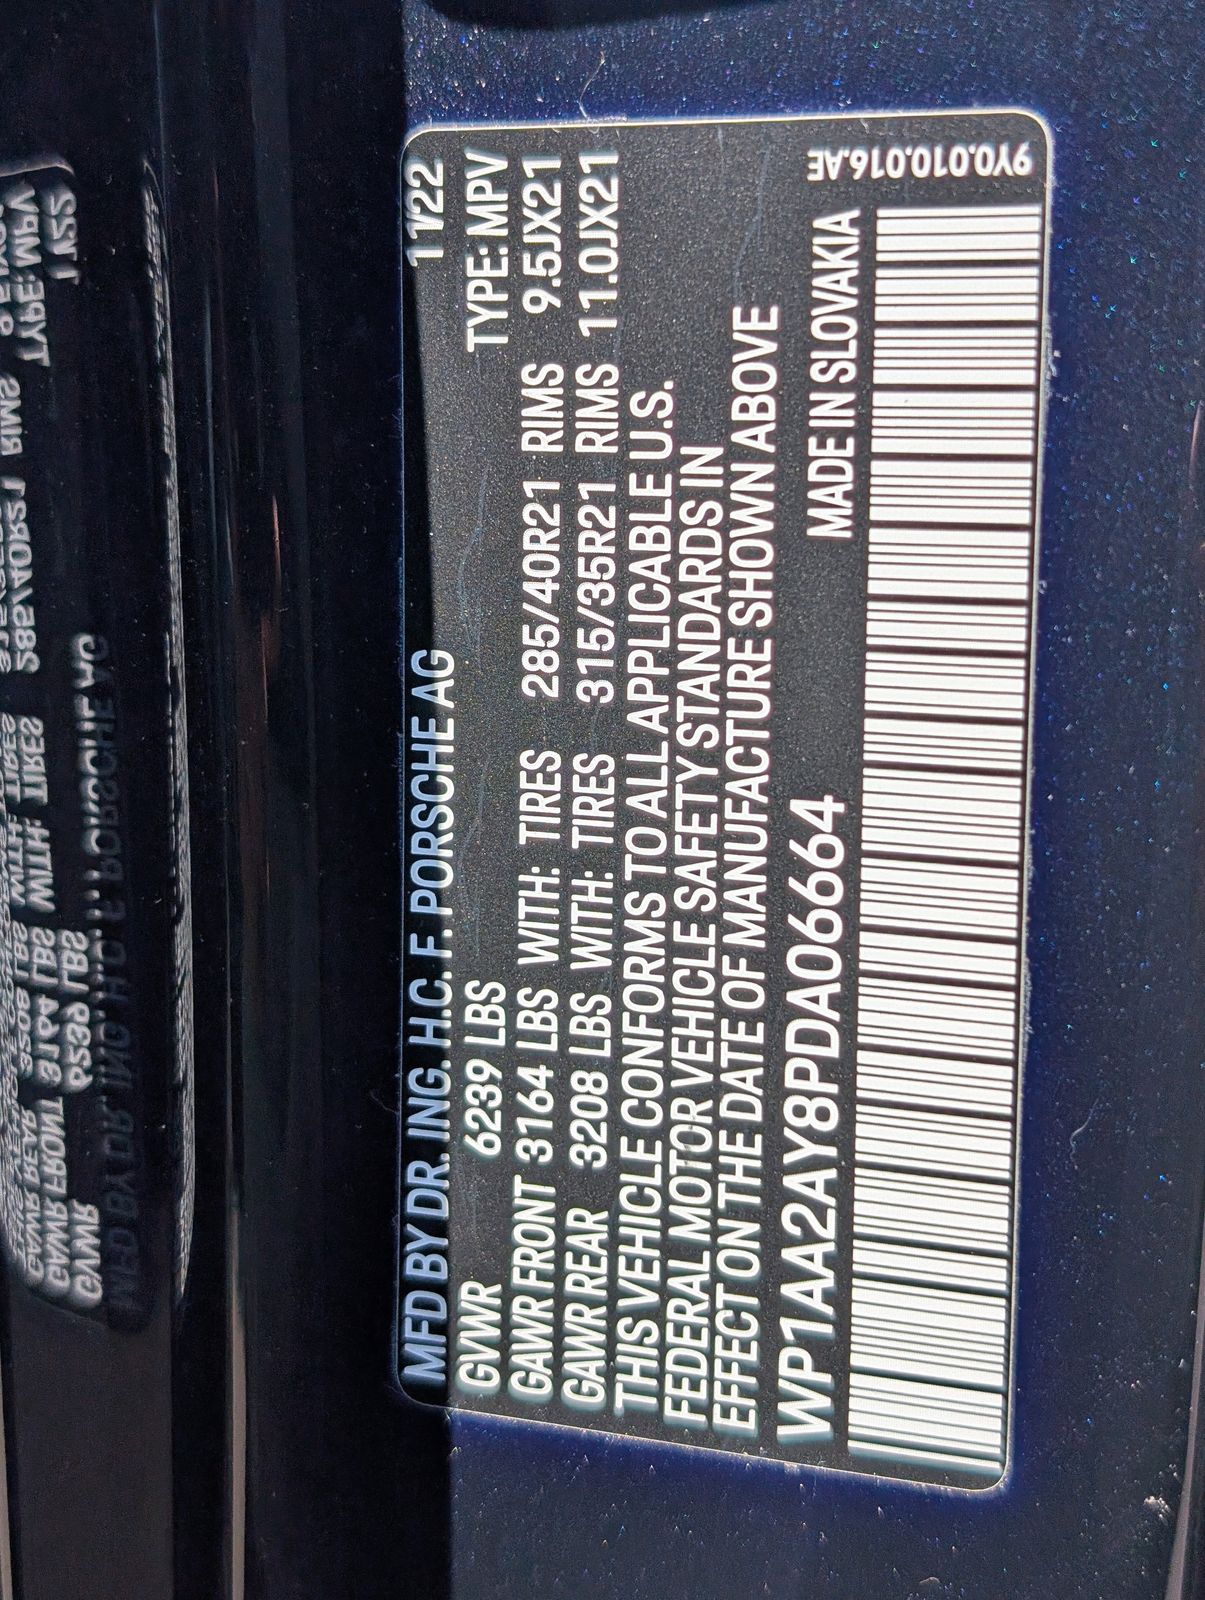 MFD BY DR. ING. H.C. F. PORSCHE AG 11/22
GVWR 6239 LBS TYPE: MPV
GAWR FRONT 3164 LBS WITH: TIRES 285/40R21 RIMS 9.5JX21
GAWR REAR 3208 LBS WITH: TIRES 315/35R21 RIMS 11.0JX21
THIS VEHICLE CONFORMS TO ALL APPLICABLE U.S.
FEDERAL MOTOR VEHICLE SAFETY STANDARDS IN
EFFECT ON THE DATE OF MANUFACTURE SHOWN ABOVE
WP1AA2AY8PDA06664 MADE IN SLOVAKIA
9Y0.010.016.AE